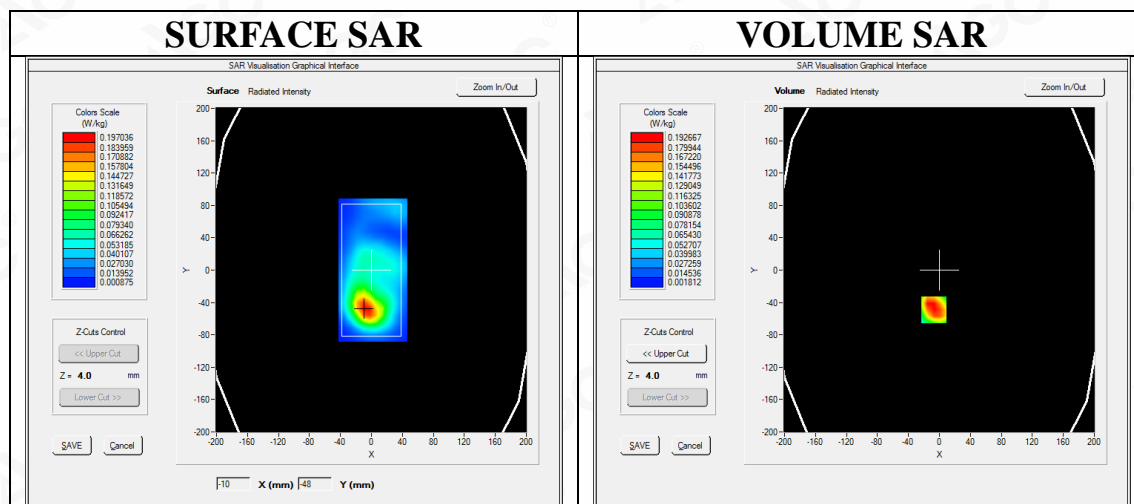 SURFACE SAR
SAR Visualisation Graphical Interface
Surface Radiated Intensity
Zoom In/Out
Colors Scale
(W/kg)
0.197036
0.183959
0.170882
0.157804
0.144727
0.131649
0.118572
0.105494
0.092417
0.079340
0.066262
0.053185
0.040107
0.027030
0.013952
0.000875
Z-Cuts Control
<< Upper Cut
Z = 4.0 mm
Lower Cut >>
SAVE Cancel
200
160
120
80
40
0
-40
-80
-120
-160
-200
Y
-200 -160 -120 -80 -40 0 40 80 120 160 200
X
-10 X (mm) -48 Y (mm)
VOLUME SAR
SAR Visualisation Graphical Interface
Volume Radiated Intensity
Zoom In/Out
Colors Scale
(W/kg)
0.192667
0.179944
0.167220
0.154496
0.141773
0.129049
0.116325
0.103602
0.090878
0.078154
0.065430
0.052707
0.039983
0.027259
0.014536
0.001812
Z-Cuts Control
<< Upper Cut
Z = 4.0 mm
Lower Cut >>
SAVE Cancel
200
160
120
80
40
0
-40
-80
-120
-160
-200
Y
-200 -160 -120 -80 -40 0 40 80 120 160 200
X